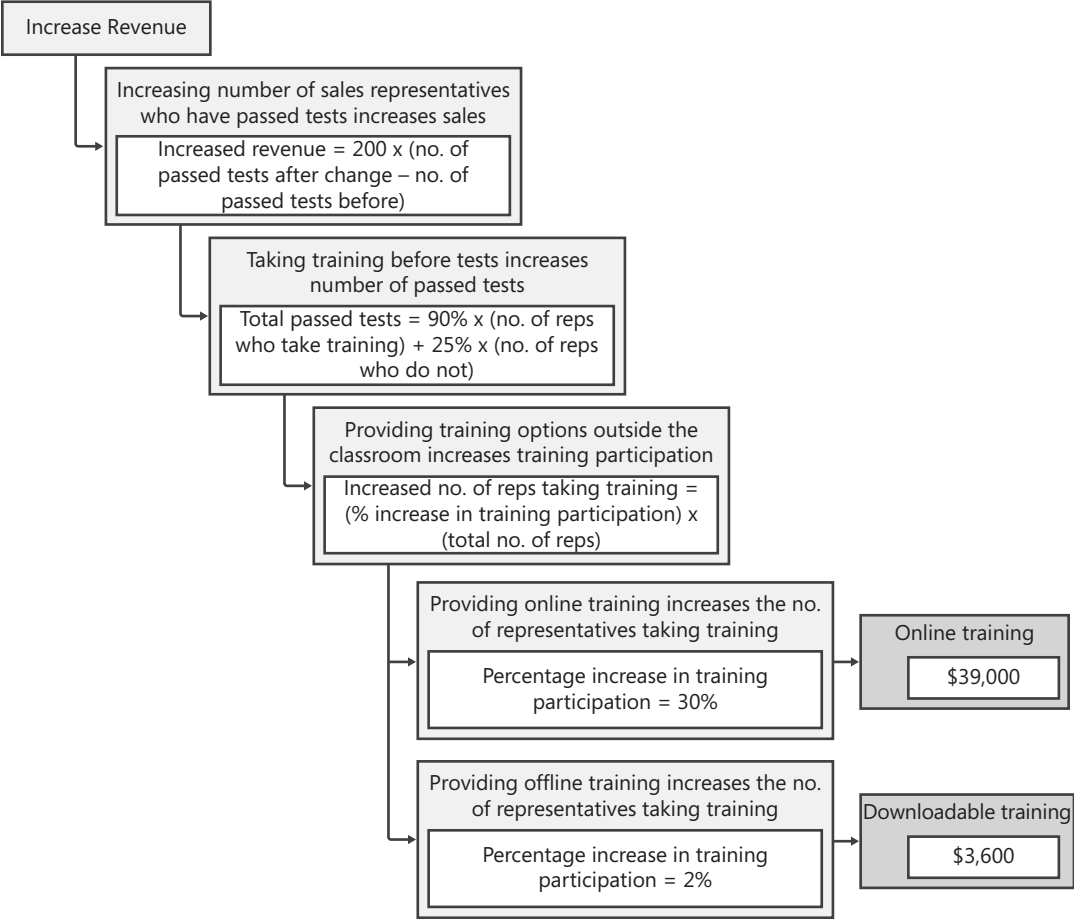 Increase Revenue
Increasing number of sales representatives
who have passed tests increases sales
Increased revenue = 200 x (no. of
passed tests after change – no. of
passed tests before)
Taking training before tests increases
number of passed tests
Total passed tests = 90% x (no. of reps
who take training) + 25% x (no. of reps
who do not)
Providing training options outside the
classroom increases training participation
Increased no. of reps taking training =
(% increase in training participation) x
(total no. of reps)
Providing online training increases the no.
of representatives taking training
Percentage increase in training
participation = 30%
Online training
$39,000
Providing offline training increases the no.
of representatives taking training
Percentage increase in training
participation = 2%
Downloadable training
$3,600